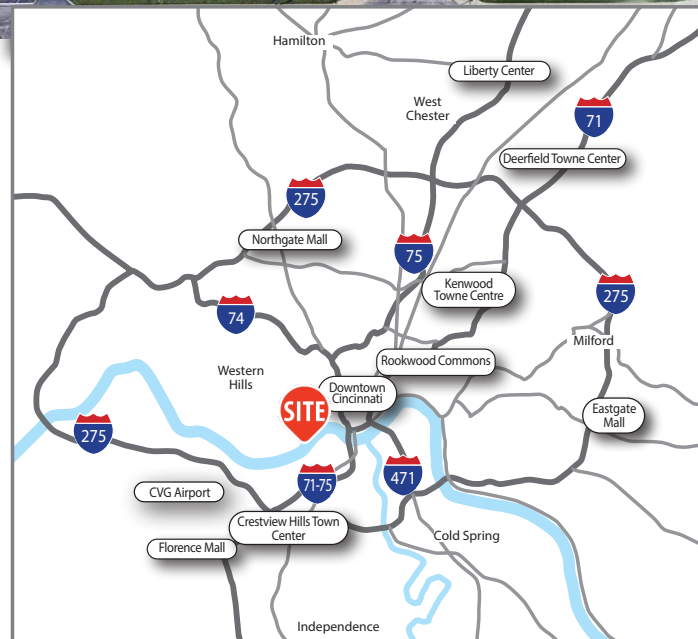 Hamilton
Liberty Center
West
Chester
71
Deerfield Towne Center
275
Northgate Mall
75
Kenwood
Towne Centre
275
74
Milford
Rookwood Commons
Western
Hills
Downtown
Cincinnati
SITE
Eastgate
Mall
275
71-75
471
CVG Airport
Crestview Hills Town
Center
Cold Spring
Florence Mall
Independence